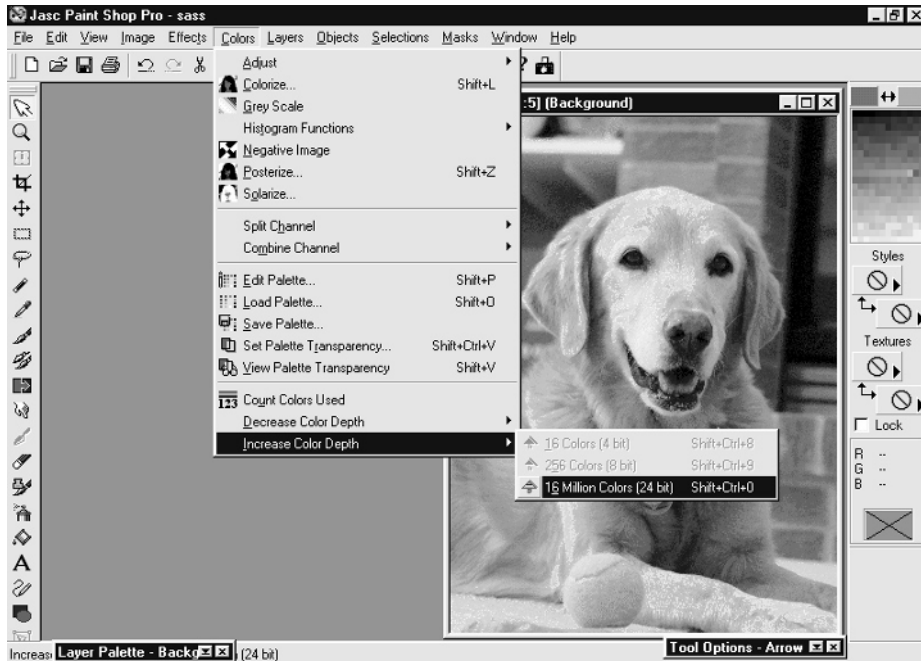 Jasc Paint Shop Pro - sass
File Edit View Image Effects Colors Layers Objects Selections Masks Window Help
Adjust
Colorize... Shift+L
Grey Scale
Histogram Functions
Negative Image
Posterize... Shift+Z
Solarize...
Split Channel
Combine Channel
Edit Palette... Shift+P
Load Palette... Shift+O
Save Palette...
Set Palette Transparency... Shift+Ctrl+V
View Palette Transparency Shift+V
123 Count Colors Used
Decrease Color Depth
Increase Color Depth
16 Colors (4 bit) Shift+Ctrl+8
256 Colors (8 bit) Shift+Ctrl+9
16 Million Colors (24 bit) Shift+Ctrl+0
:5] (Background)
Styles
Textures
Lock
R --
G --
B --
A
Increas
Layer Palette - Backg
(24 bit)
Tool Options - Arrow